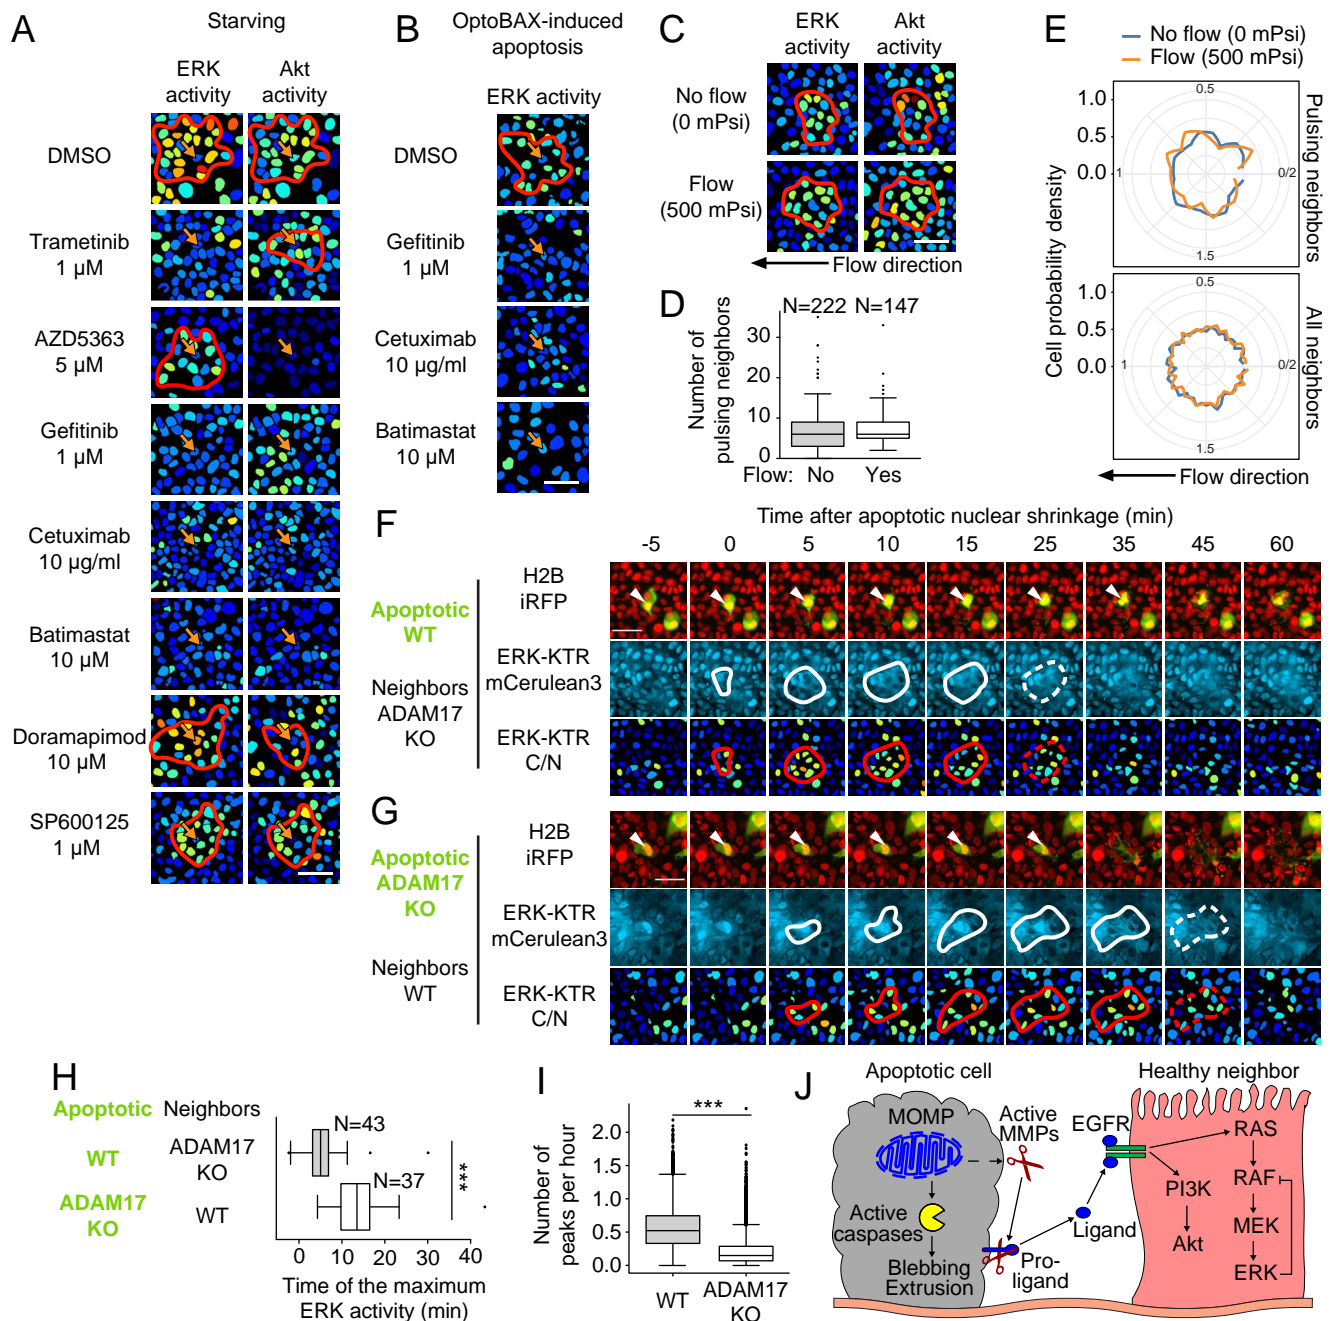 A
Starving
ERK
activity
Akt
activity
DMSO
Trametinib
1 µM
AZD5363
5 µM
Gefitinib
1 µM
Cetuximab
10 µg/ml
Batimastat
10 µM
Doramapimod
10 µM
SP600125
1 µM
B
OptoBAX-induced
apoptosis
ERK activity
DMSO
Gefitinib
1 µM
Cetuximab
10 µg/ml
Batimastat
10 µM
C
ERK
activity
Akt
activity
No flow
(0 mPsi)
Flow
(500 mPsi)
Flow direction
D
N=222 N=147
Number of
pulsing neighbors
30
20
10
0
Flow: No Yes
E
No flow (0 mPsi)
Flow (500 mPsi)
Cell probability density
1.0
0.5
0.0
0.5
1
0/2
1.5
Pulsing neighbors
1.0
0.5
0.0
0.5
1
0/2
1.5
All neighbors
Flow direction
F
Time after apoptotic nuclear shrinkage (min)
-5 0 5 10 15 25 35 45 60
Apoptotic
WT
Neighbors
ADAM17
KO
H2B
iRFP
ERK-KTR
mCerulean3
ERK-KTR
C/N
G
Apoptotic
ADAM17
KO
Neighbors
WT
H2B
iRFP
ERK-KTR
mCerulean3
ERK-KTR
C/N
H
Apoptotic Neighbors
WT
ADAM17
KO
ADAM17
KO
WT
N=43
N=37
***
0 10 20 30 40
Time of the maximum
ERK activity (min)
I
***
Number of
peaks per hour
2.0
1.5
1.0
0.5
0.0
WT
ADAM17
KO
J
Apoptotic cell
Healthy neighbor
MOMP
Active
MMPs
Active
caspases
Blebbing
Extrusion
Pro-
ligand
Ligand
EGFR
RAS
RAF
MEK
ERK
PI3K
Akt